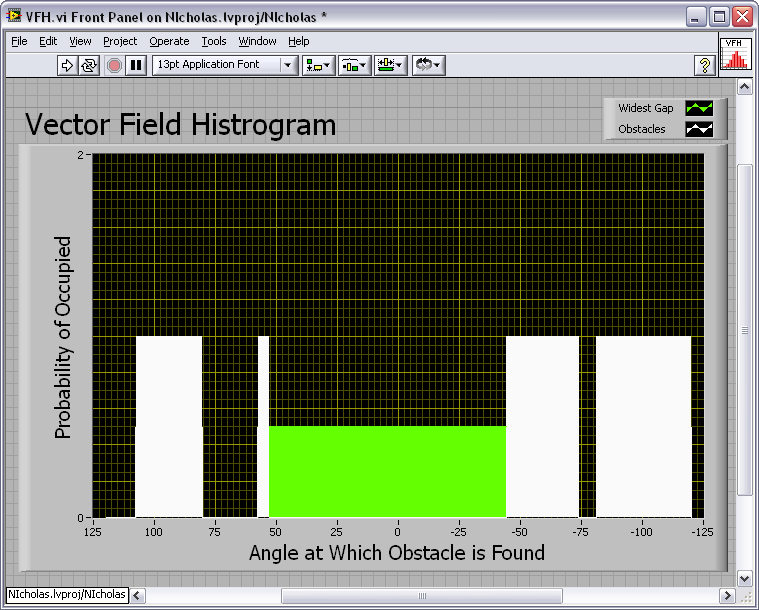 VFH.vi Front Panel on NIcholas.lvproj/NIcholas *
File Edit View Project Operate Tools Window Help
13pt Application Font
?
VFH
Widest Gap
Obstacles
Vector Field Histrogram
2
Probability of Occupied
0
125 100 75 50 25 0 -25 -50 -75 -100 -125
Angle at Which Obstacle is Found
NIcholas.lvproj/NIcholas